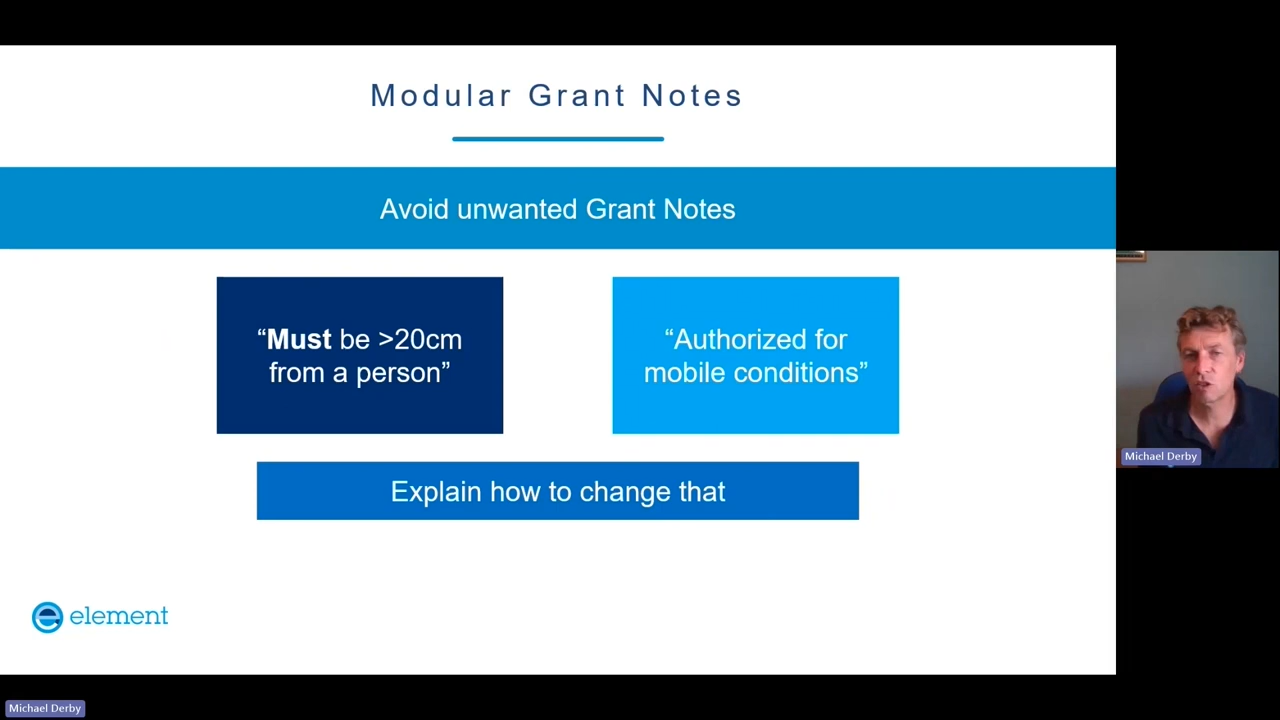 Modular Grant Notes
Avoid unwanted Grant Notes
“Must be >20cm
from a person”
“Authorized for
mobile conditions”
Explain how to change that
element
Michael Derby
Michael Derby